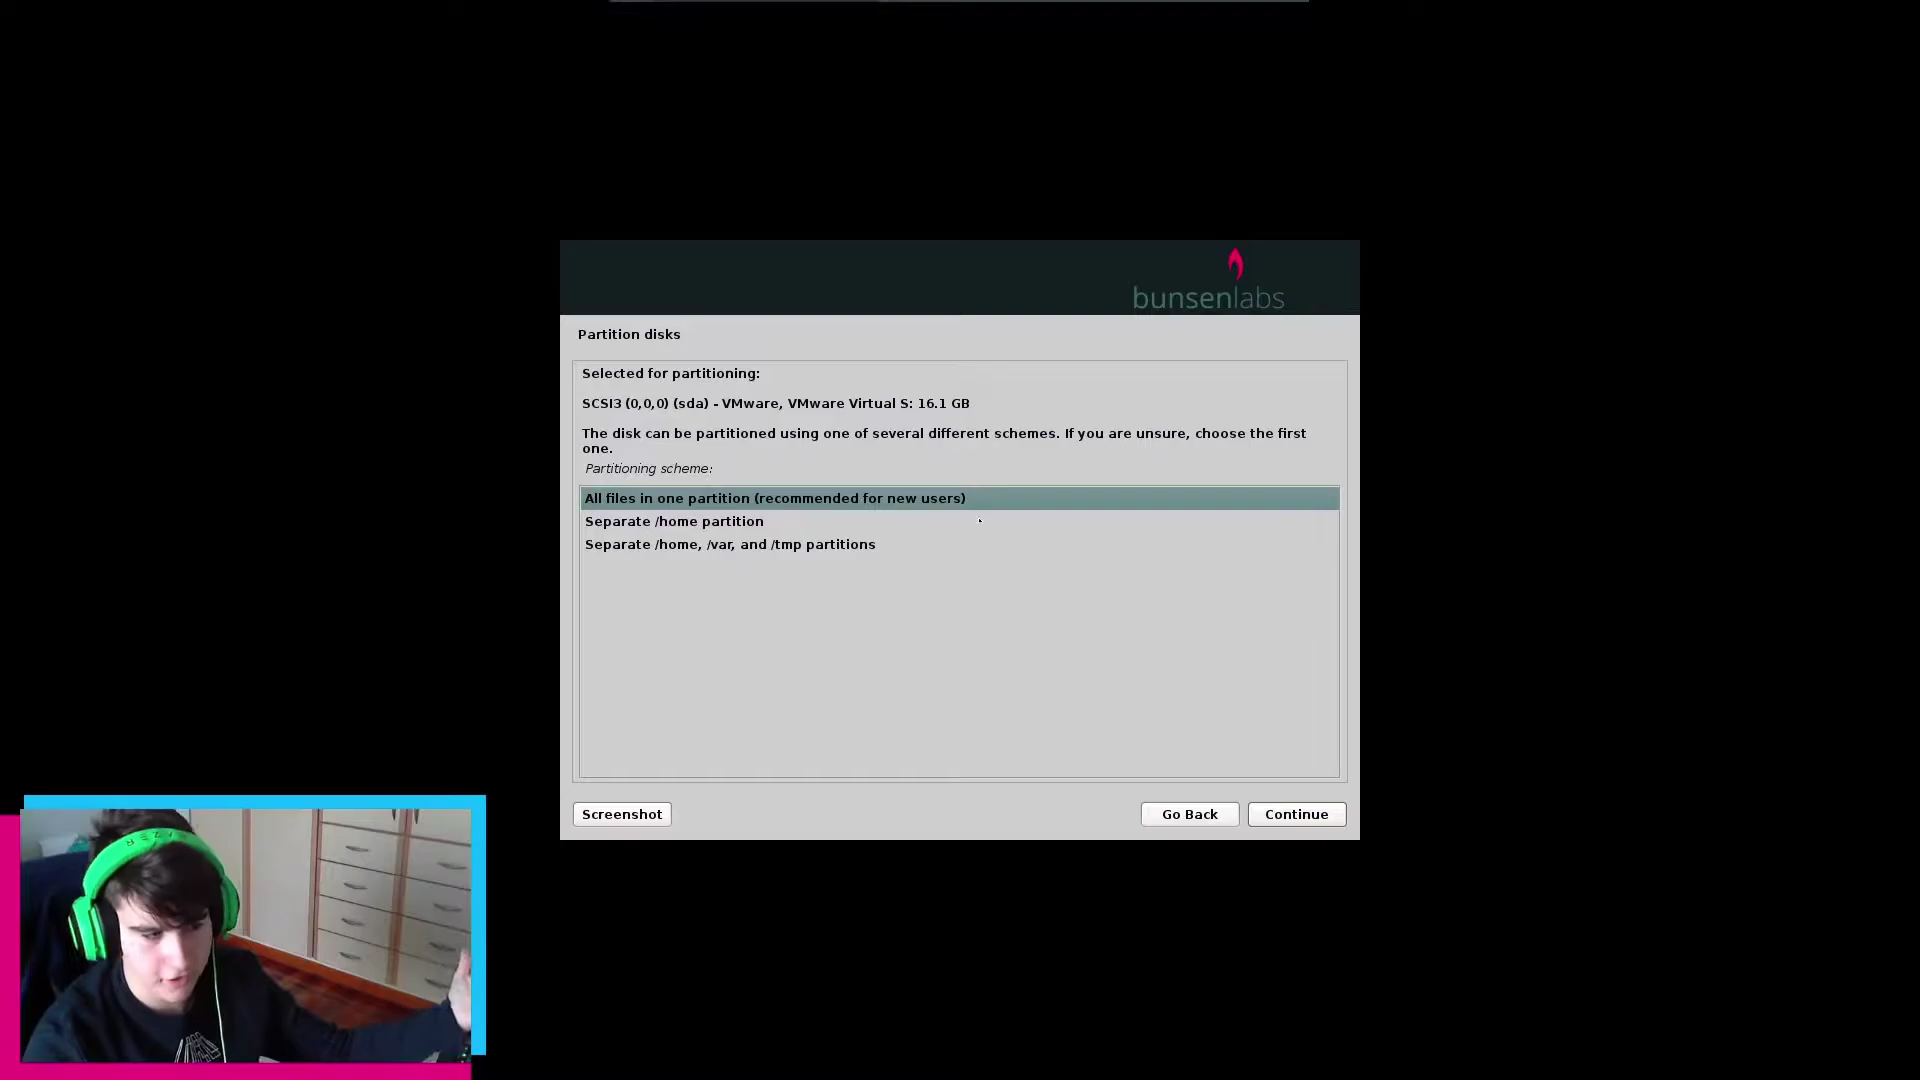 bunsenlabs
Partition disks
Selected for partitioning:
SCSI3 (0,0,0) (sda) - VMware, VMware Virtual S: 16.1 GB
The disk can be partitioned using one of several different schemes. If you are unsure, choose the first
one.
Partitioning scheme:
All files in one partition (recommended for new users)
Separate /home partition
Separate /home, /var, and /tmp partitions
Screenshot
Go Back
Continue
RAZER